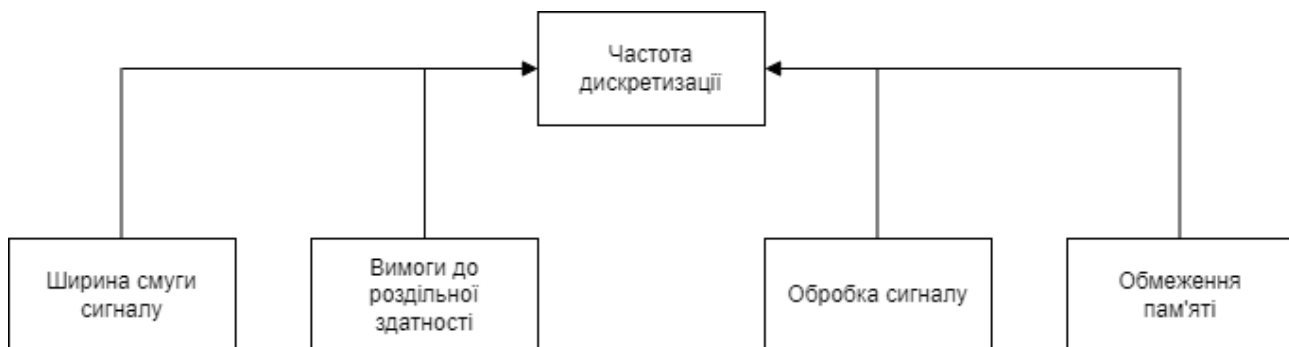 Частота
дискретизації
Ширина смуги
сигналу
Вимоги до
роздільної
здатності
Обробка сигналу
Обмеження
пам'яті